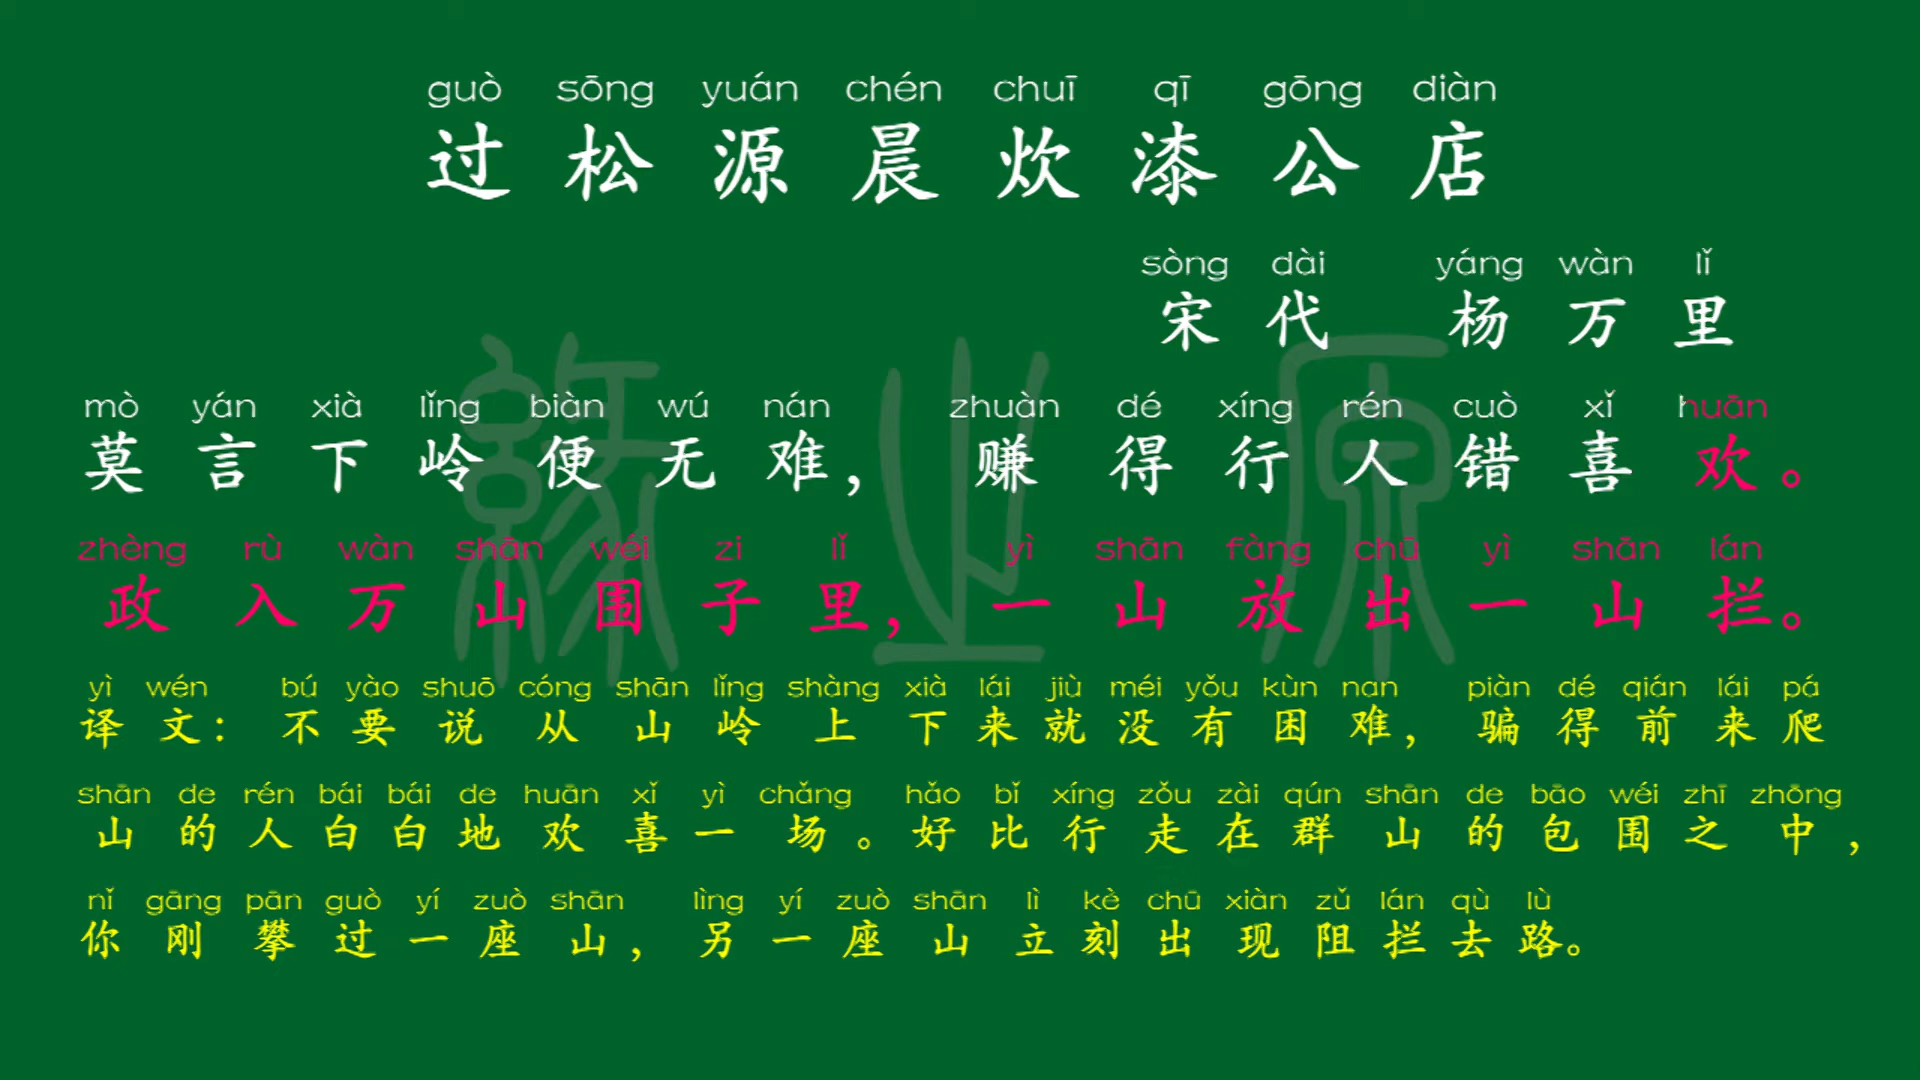 guò sōng yuán chén chuī qī gōng diàn
过松源晨炊漆公店
sòng dài yáng wàn lǐ
宋代 杨万里
mò yán xià lǐng biàn wú nán zhuàn dé xíng rén cuò xǐ huān
莫言下岭便无难，赚得行人错喜欢。
zhèng rù wàn shān wéi zi lǐ yì shān fàng chū yì shān lán
政入万山围子里，一山放出一山拦。
yì wén bú yào shuō cóng shān lǐng shàng xià lái jiù méi yǒu kùn nan piàn dé qián lái pá
译文：不要说从山岭上下来就没有困难，骗得前来爬
shān de rén bái bái de huān xǐ yì chǎng hǎo bǐ xíng zǒu zài qún shān de bāo wéi zhī zhōng
山的人白白地欢喜一场。好比行走在群山的包围之中，
nǐ gāng pān guò yí zuò shān lìng yí zuò shān lì kè chū xiàn zǔ lán qù lù
你刚攀过一座山，另一座山立刻出现阻拦去路。
缘业源